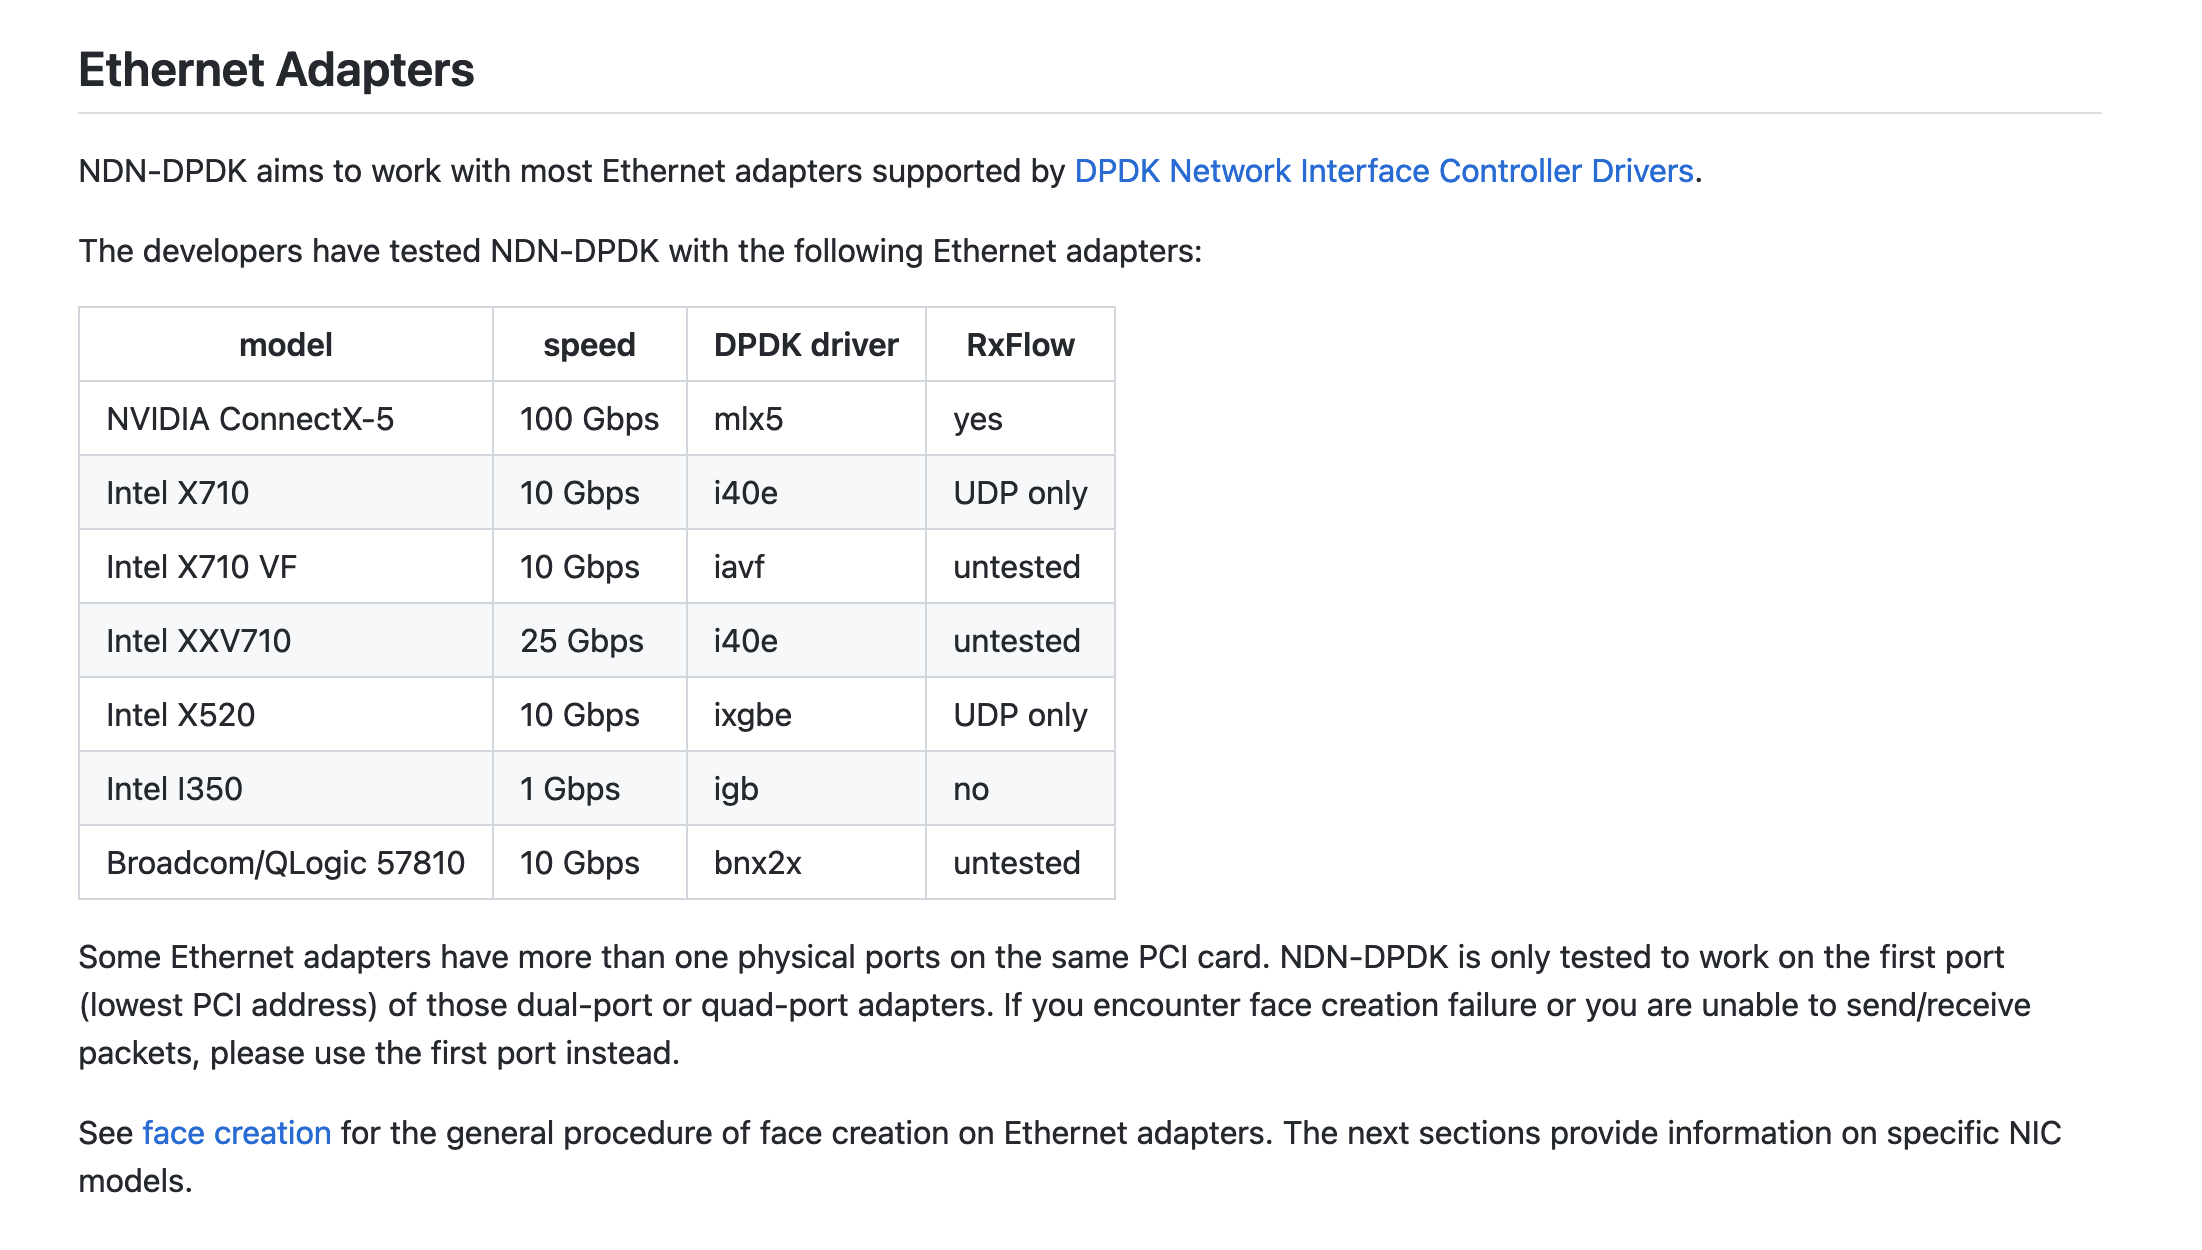 Ethernet Adapters
NDN-DPDK aims to work with most Ethernet adapters supported by DPDK Network Interface Controller Drivers.
The developers have tested NDN-DPDK with the following Ethernet adapters:
model speed DPDK driver RxFlow
NVIDIA ConnectX-5 100 Gbps mlx5 yes
Intel X710 10 Gbps i40e UDP only
Intel X710 VF 10 Gbps iavf untested
Intel XXV710 25 Gbps i40e untested
Intel X520 10 Gbps ixgbe UDP only
Intel I350 1 Gbps igb no
Broadcom/QLogic 57810 10 Gbps bnx2x untested
Some Ethernet adapters have more than one physical ports on the same PCI card. NDN-DPDK is only tested to work on the first port
(lowest PCI address) of those dual-port or quad-port adapters. If you encounter face creation failure or you are unable to send/receive
packets, please use the first port instead.
See face creation for the general procedure of face creation on Ethernet adapters. The next sections provide information on specific NIC
models.